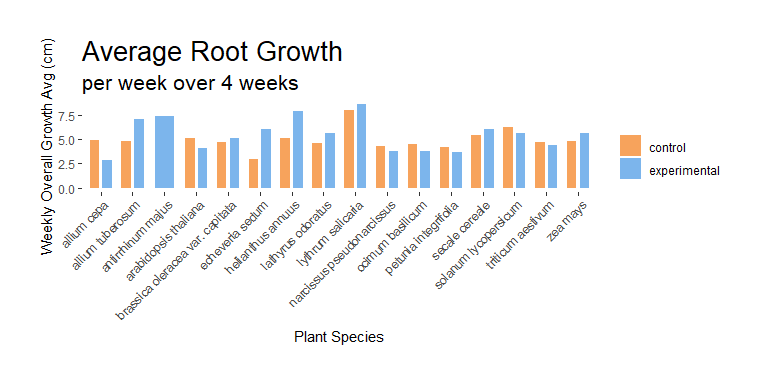 Average Root Growth
per week over 4 weeks
Weekly Overall Growth Avg (cm)
7.5
5.0
2.5
0.0
control
experimental
allium cepa
allium tuberosum
antirrhinum majus
arabidopsis thaliana
brassica oleracea var. capitata
echeveria sedum
helianthus annuus
lathyrus odoratus
lythrum salicaria
narcissus pseudonarcissus
ocimum basilicum
petunia integrifolia
secale cereale
solanum lycopersicum
triticum aestivum
zea mays
Plant Species